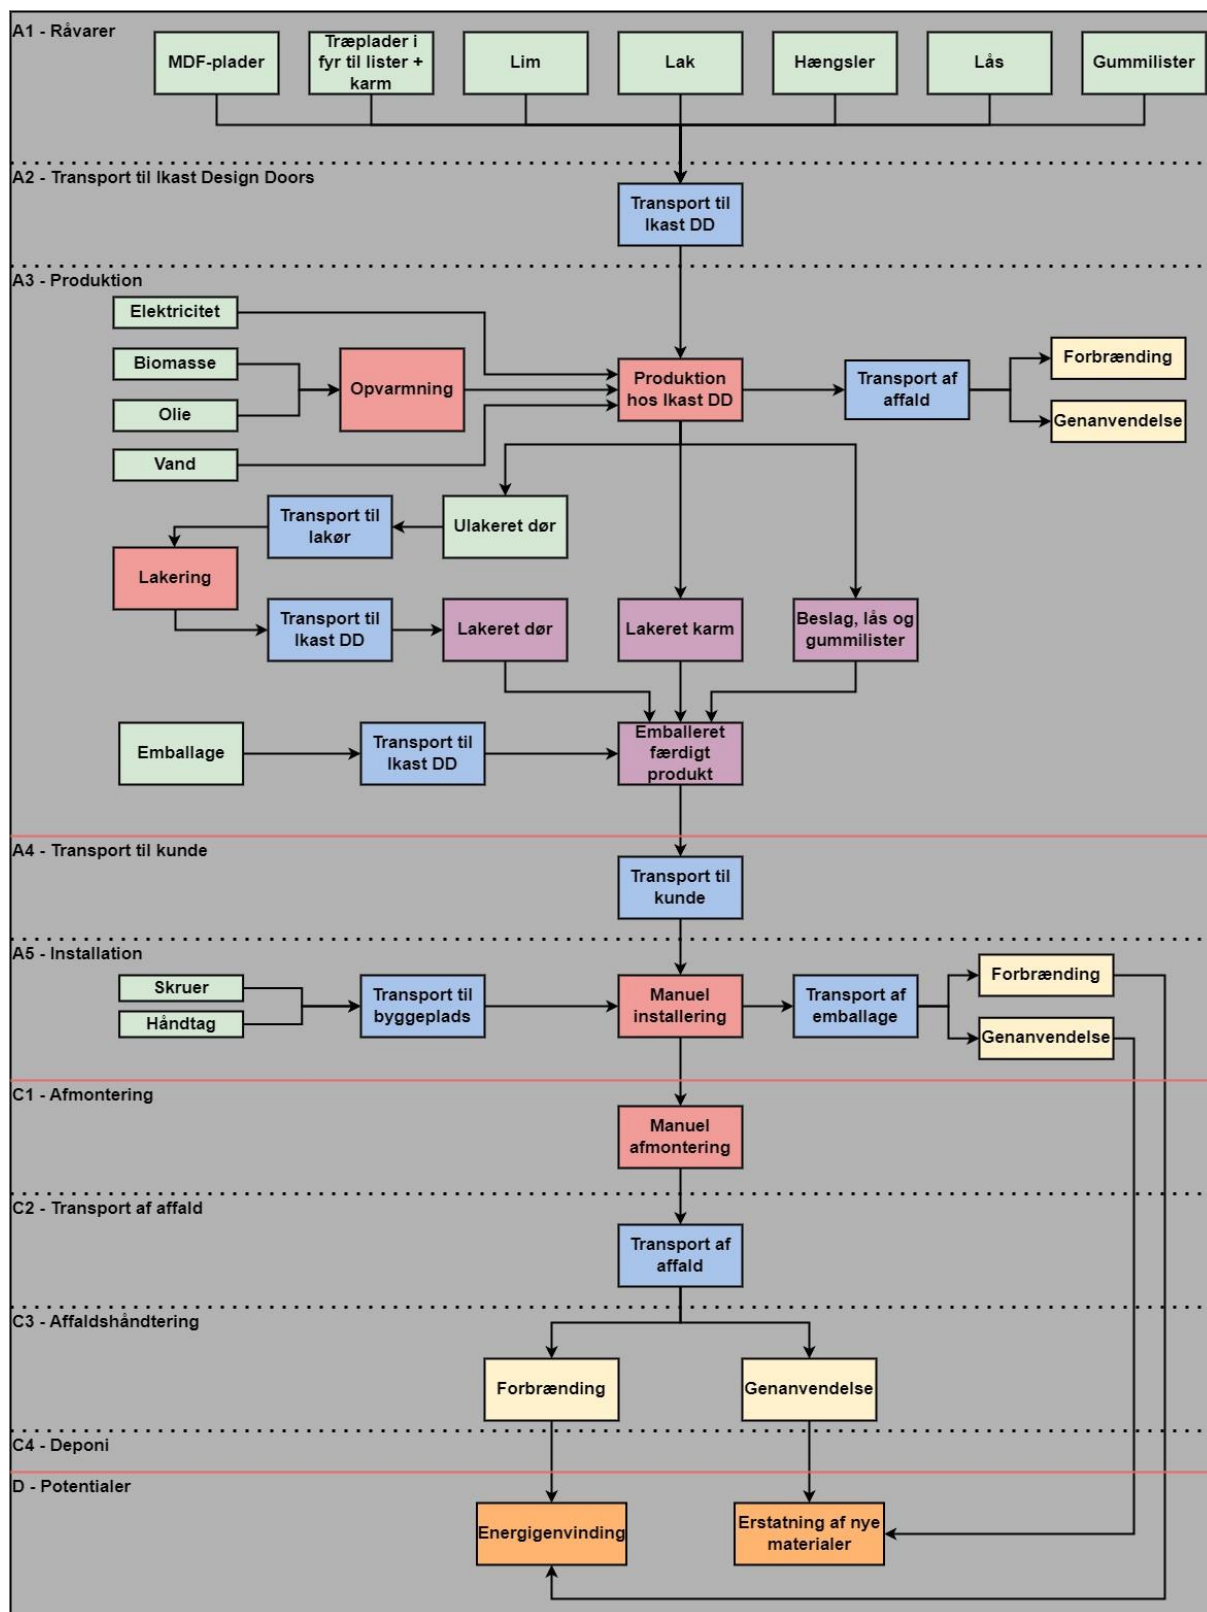 A1 - Råvarer
MDF-plader
Træplader i
fyr til lister +
karm
Lim
Lak
Hængsler
Lås
Gummilister
A2 - Transport til Ikast Design Doors
Transport til
Ikast DD
A3 - Produktion
Elektricitet
Biomasse
Olie
Vand
Opvarmning
Produktion
hos Ikast DD
Transport af
affald
Forbrænding
Genanvendelse
Ulakeret dør
Transport til
lakør
Lakering
Transport til
Ikast DD
Lakeret dør
Lakeret karm
Beslag, lås og
gummilister
Emballage
Transport til
Ikast DD
Emballeret
færdigt
produkt
A4 - Transport til kunde
Transport til
kunde
A5 - Installation
Skruer
Håndtag
Transport til
byggeplads
Manuel
installering
Transport af
emballage
Forbrænding
Genanvendelse
C1 - Afmontering
Manuel
afmontering
C2 - Transport af affald
Transport af
affald
C3 - Affaldshåndtering
Forbrænding
Genanvendelse
C4 - Deponi
D - Potentialer
Energigenvinding
Erstatning af nye
materialer